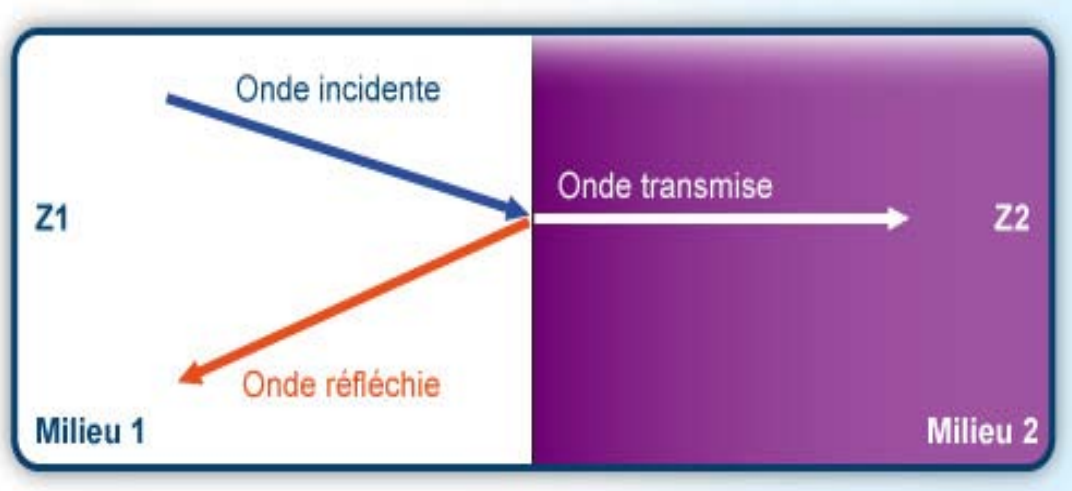 Onde incidente
Onde transmise
Z1
Z2
Onde réfléchie
Milieu 1
Milieu 2